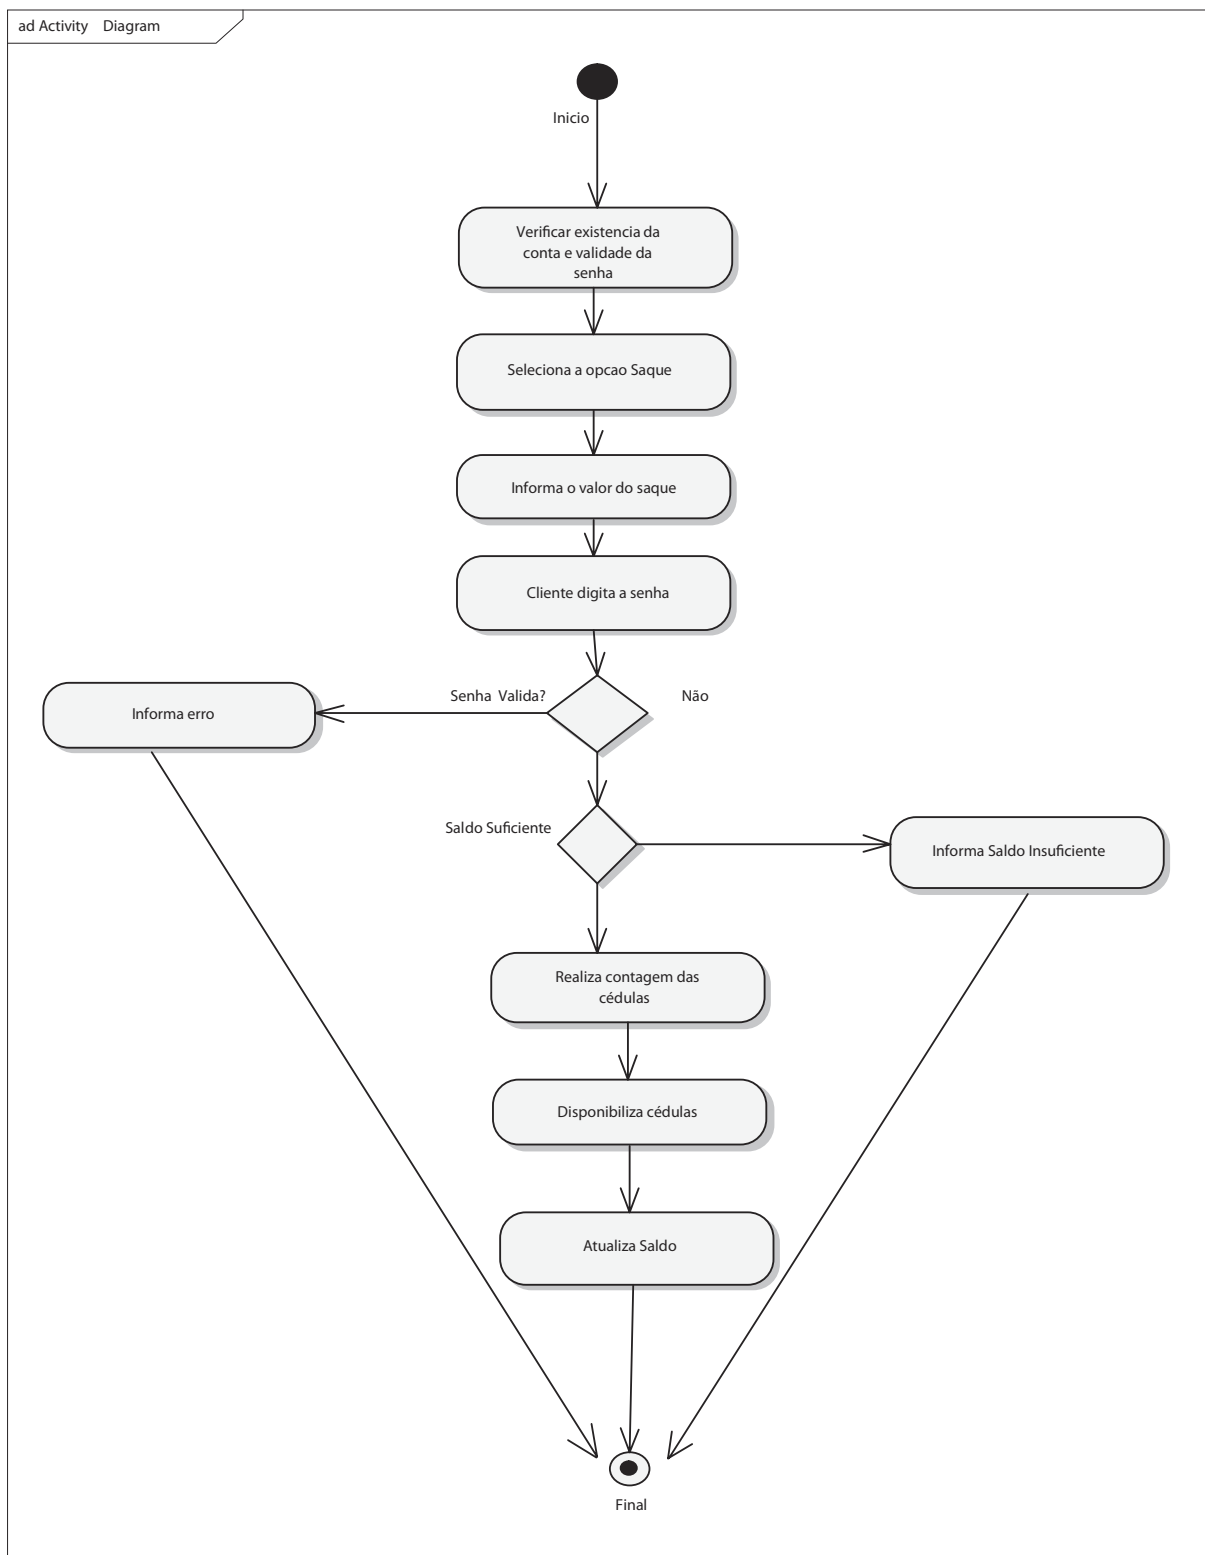 ad Activity Diagram
Inicio
Verificar existencia da
conta e validade da
senha
Seleciona a opcao Saque
Informa o valor do saque
Cliente digita a senha
Senha Valida?
Não
Informa erro
Saldo Suficiente
Informa Saldo Insuficiente
Realiza contagem das
cédulas
Disponibiliza cédulas
Atualiza Saldo
Final